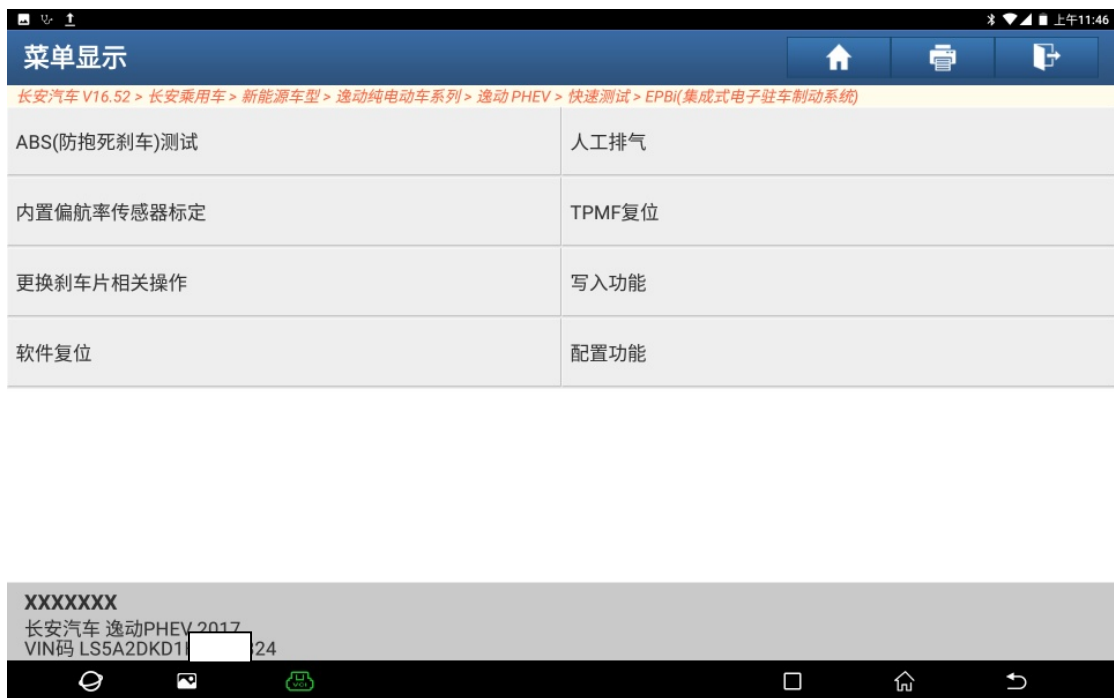 上午11:46
菜单显示
长安汽车 V16.52 > 长安乘用车 > 新能源车型 > 逸动纯电动车系列 > 逸动 PHEV > 快速测试 > EPBi(集成式电子驻车制动系统)
ABS(防抱死刹车)测试
人工排气
内置偏航率传感器标定
TPMF复位
更换刹车片相关操作
写入功能
软件复位
配置功能
XXXXXXX
长安汽车 逸动PHEV 2017
VIN码 LS5A2DKD1 24
VCI